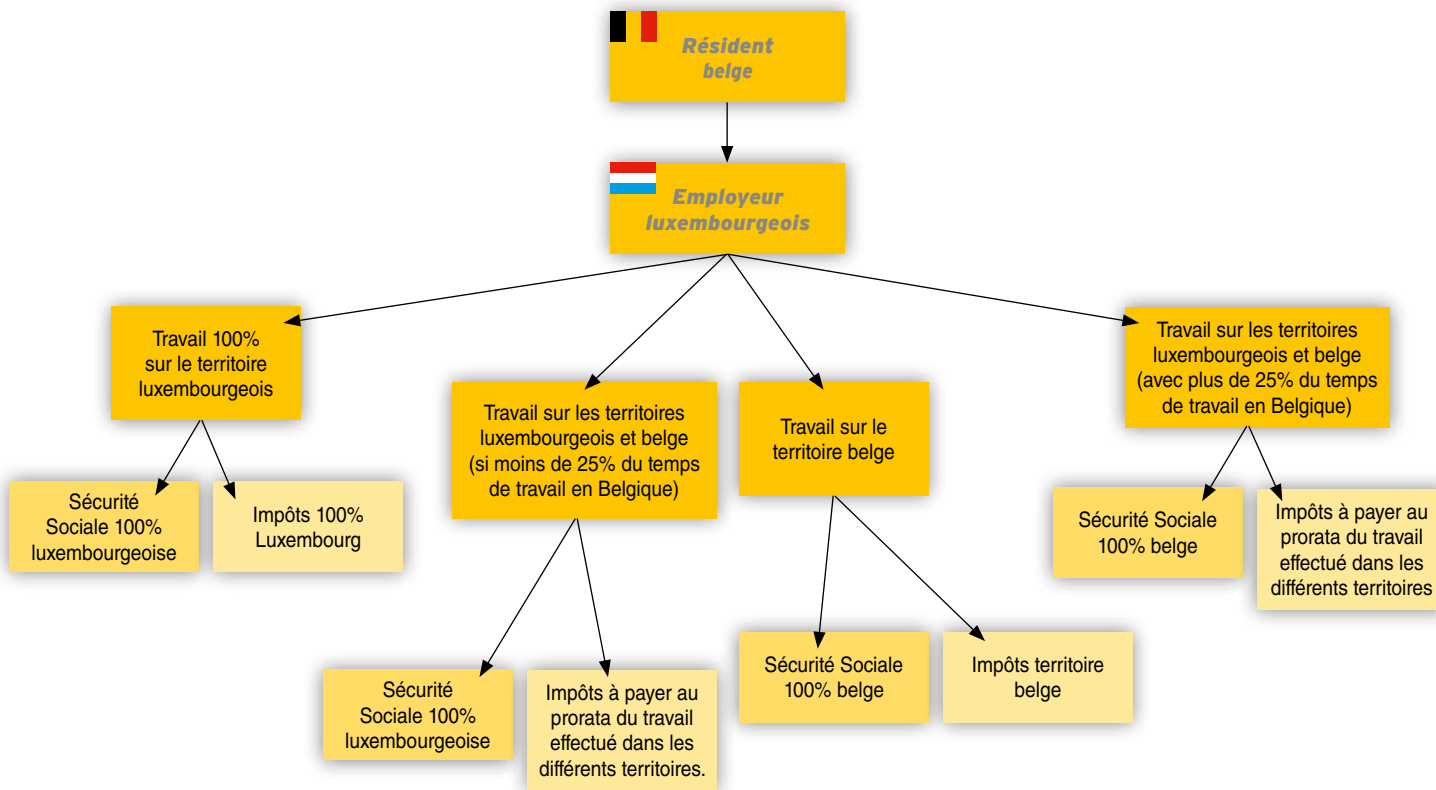 Résident
belge
Employeur
luxembourgeois
Travail 100%
sur le territoire
luxembourgeois
Sécurité
Sociale 100%
luxembourgeoise
Impôts 100%
Luxembourg
Travail sur les territoires
luxembourgeois et belge
(si moins de 25% du temps
de travail en Belgique)
Sécurité
Sociale 100%
luxembourgeoise
Impôts à payer au
prorata du travail
effectué dans les
différents territoires.
Travail sur le
territoire belge
Sécurité Sociale
100% belge
Impôts territoire
belge
Travail sur les territoires
luxembourgeois et belge
(avec plus de 25% du temps
de travail en Belgique)
Sécurité Sociale
100% belge
Impôts à payer au
prorata du travail
effectué dans les
différents territoires